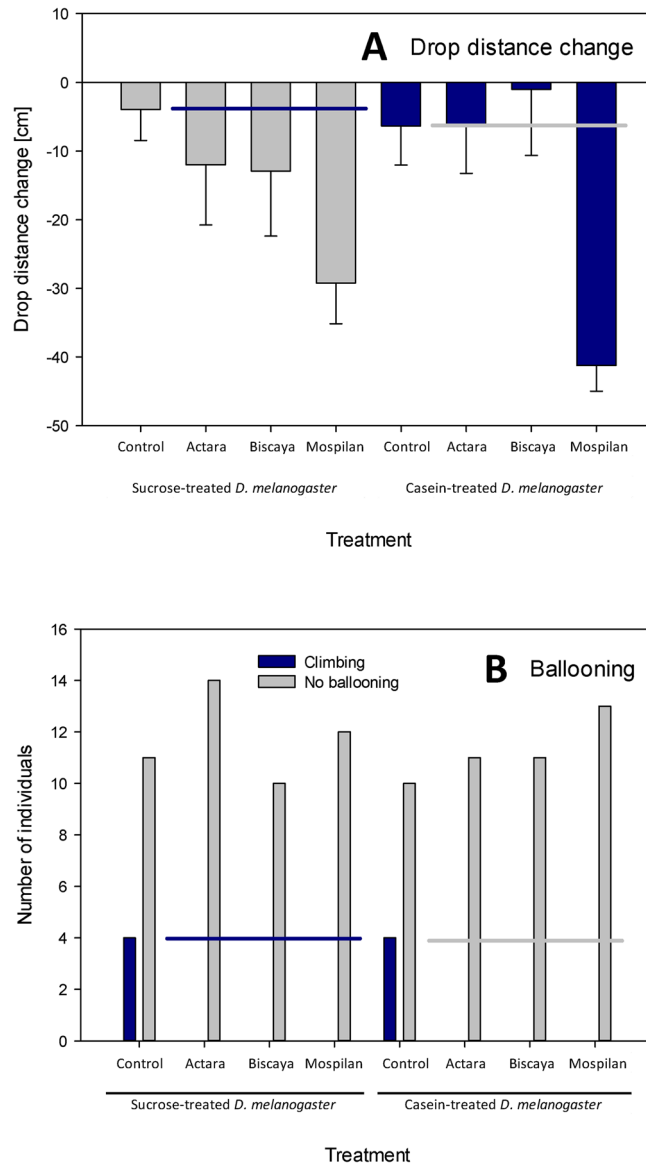 A Drop distance change
Drop distance change [cm]
10
0
-10
-20
-30
-40
-50
Control Actara Biscaya Mospilan Control Actara Biscaya Mospilan
Sucrose-treated D. melanogaster Casein-treated D. melanogaster
Treatment
B Ballooning
Climbing
No ballooning
Number of individuals
16
14
12
10
8
6
4
2
0
Control Actara Biscaya Mospilan Control Actara Biscaya Mospilan
Sucrose-treated D. melanogaster Casein-treated D. melanogaster
Treatment